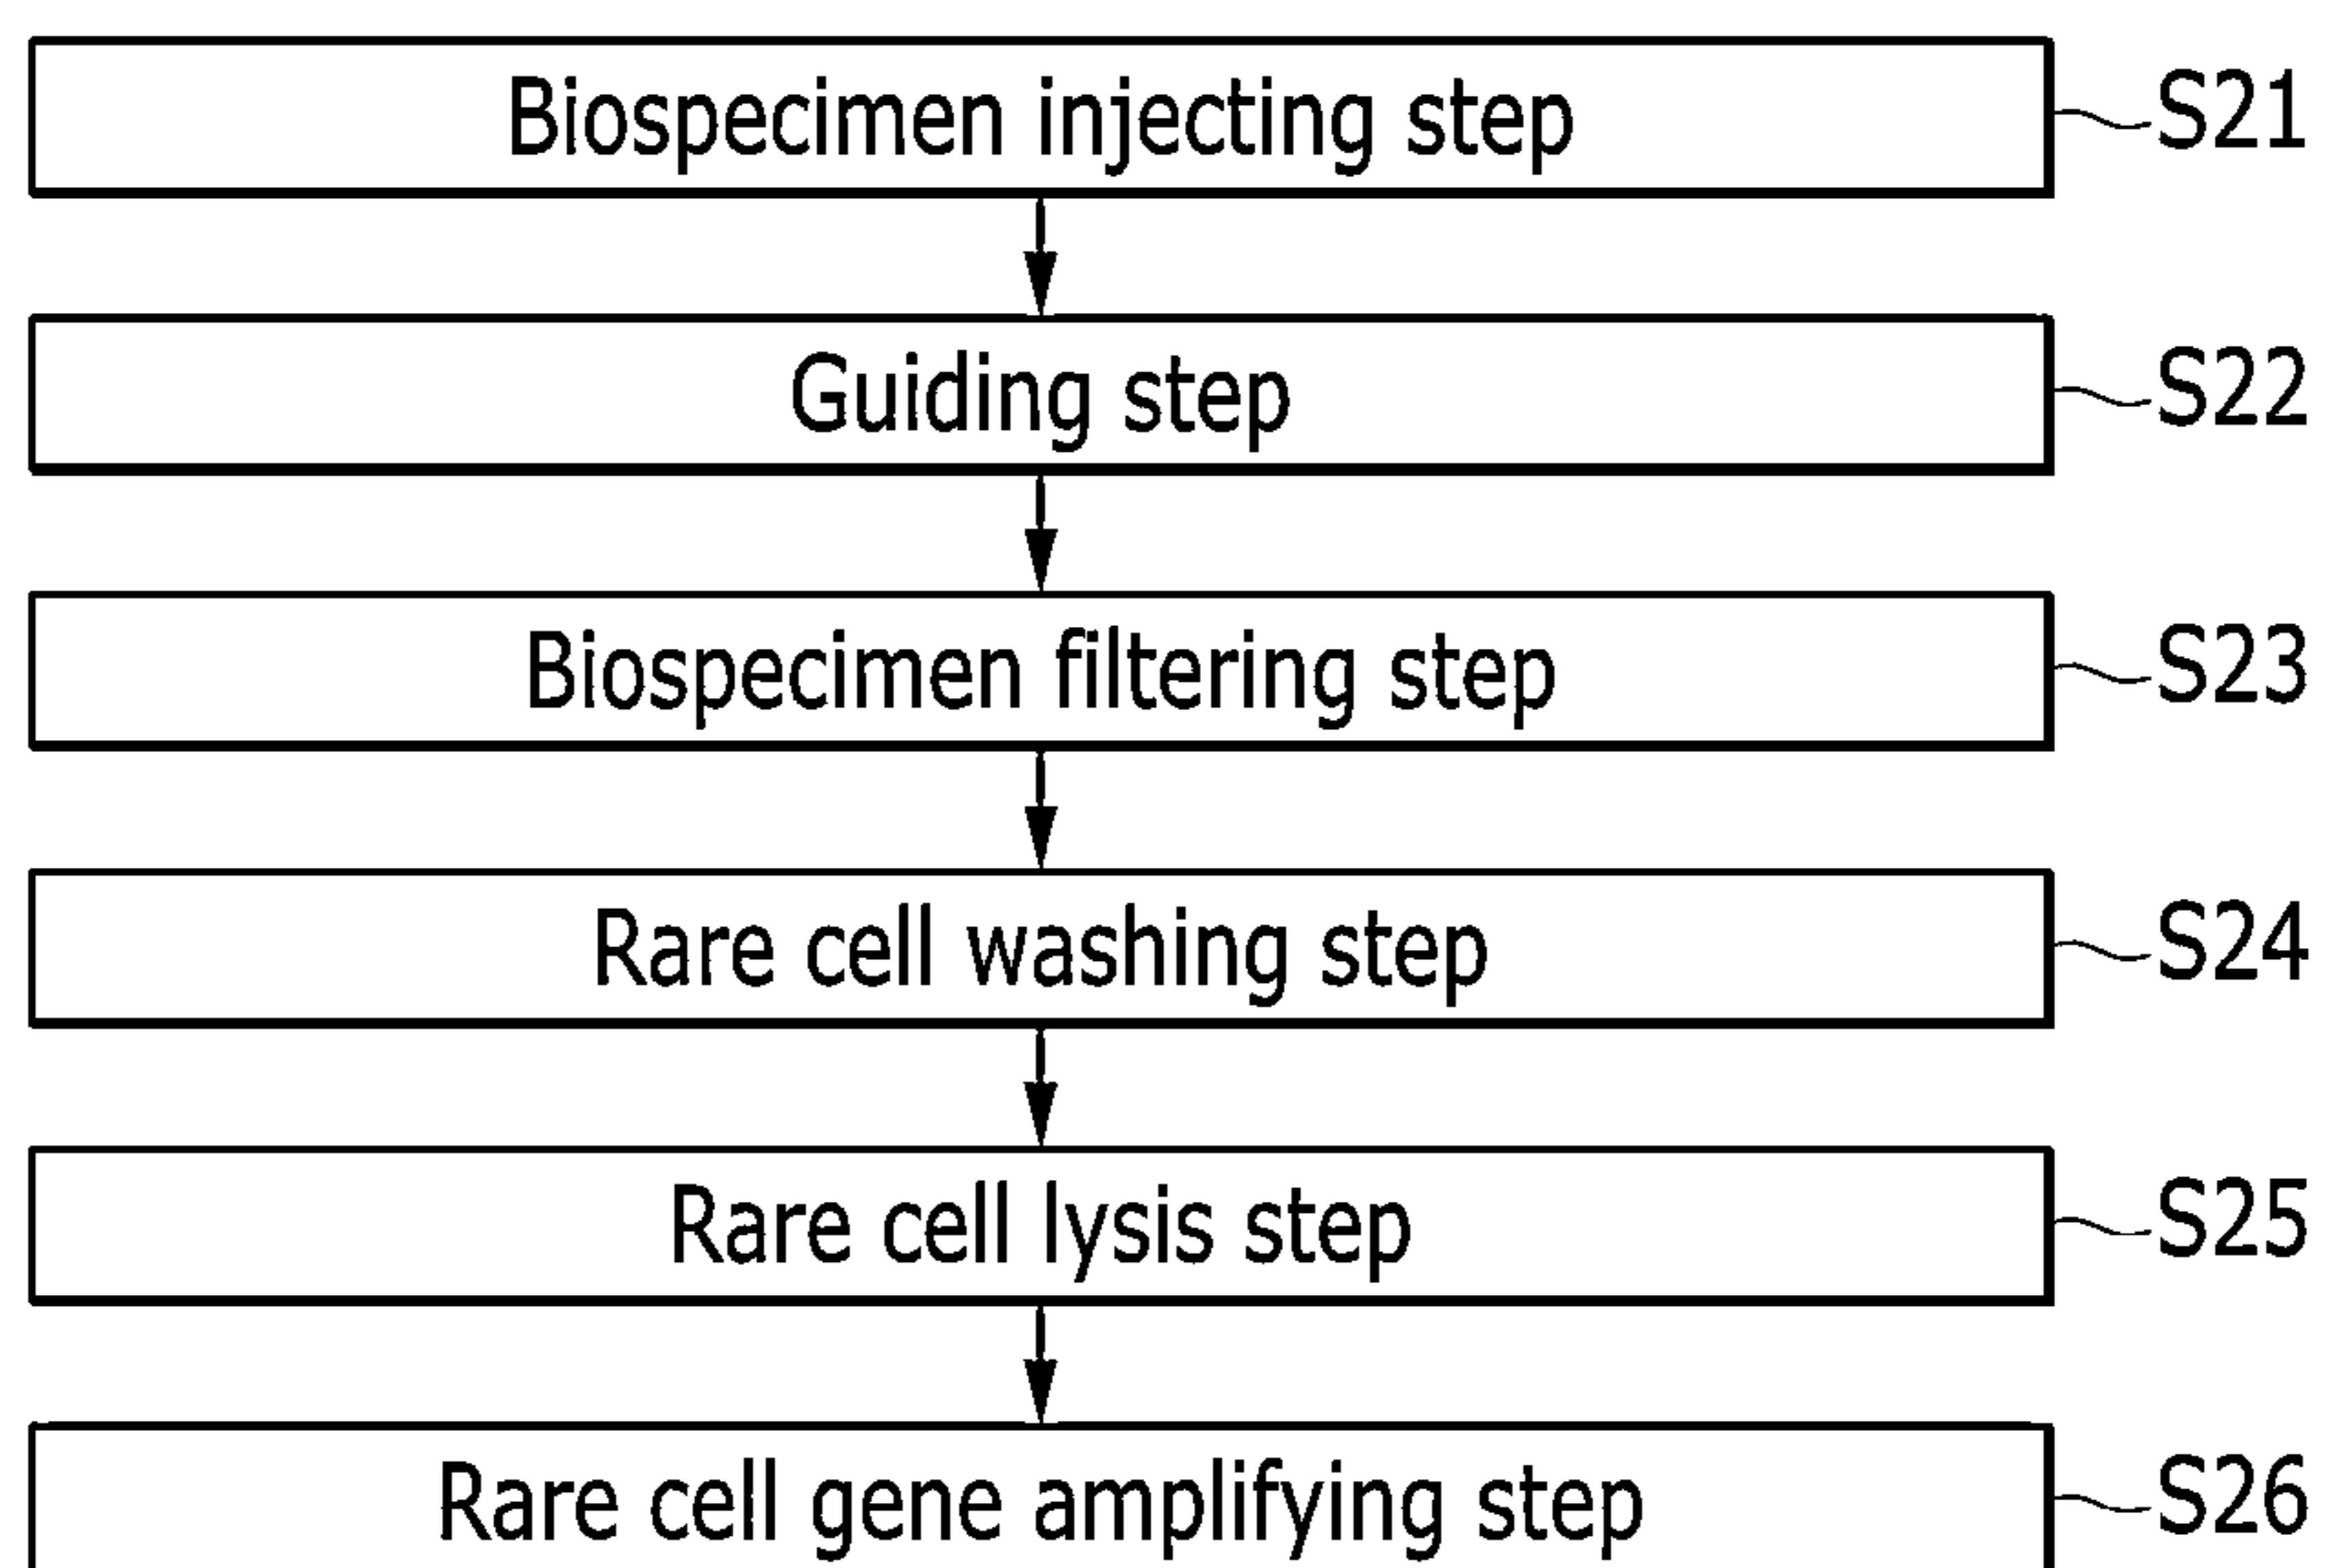 Biospecimen injecting step S21
Guiding step S22
Biospecimen filtering step S23
Rare cell washing step S24
Rare cell lysis step S25
Rare cell gene amplifying step S26